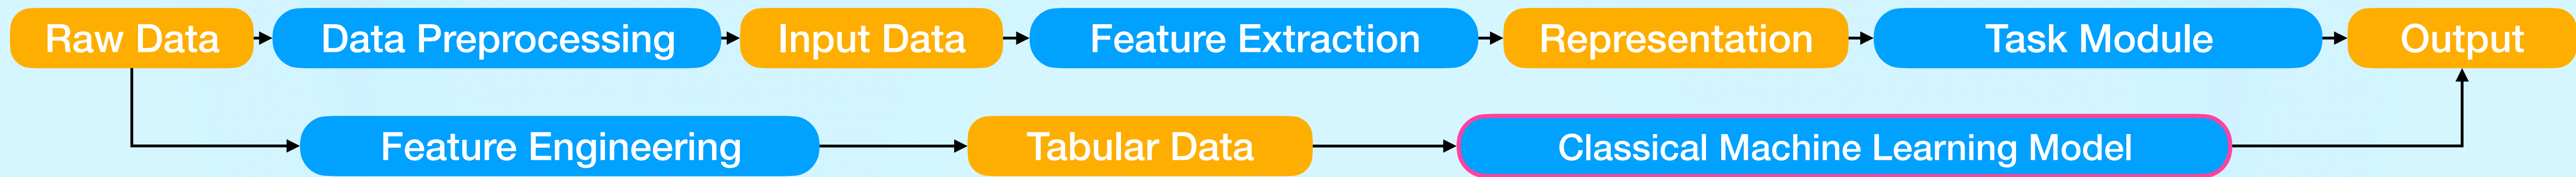 Raw Data
Data Preprocessing
Input Data
Feature Extraction
Representation
Task Module
Output
Feature Engineering
Tabular Data
Classical Machine Learning Model